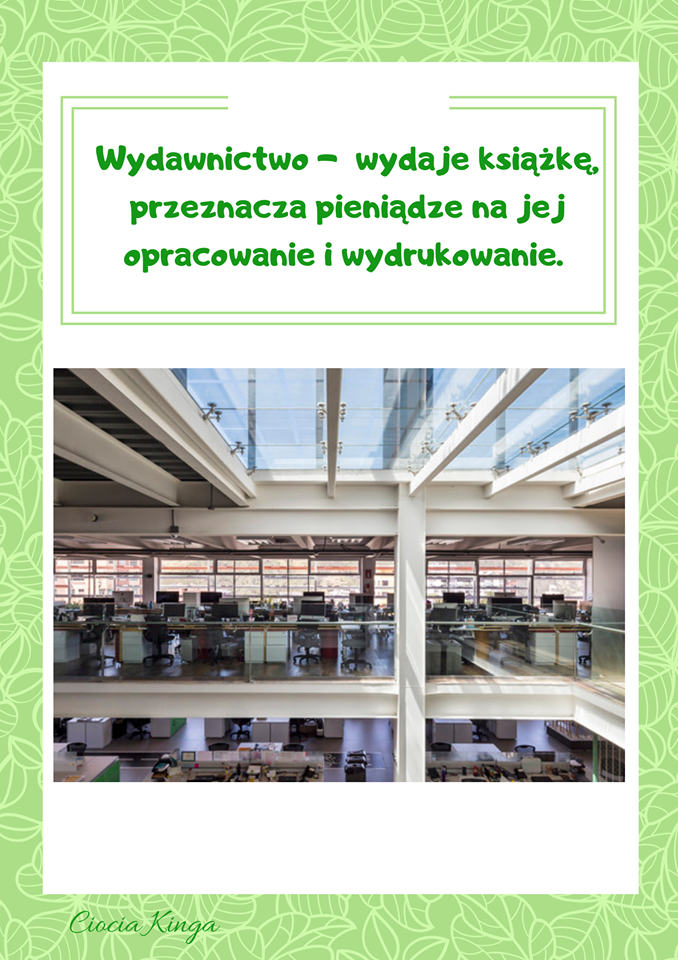 Wydawnictwo – wydaje książkę,
przeznacza pieniądze na jej
opracowanie i wydrukowanie.
Ciocia Kinga